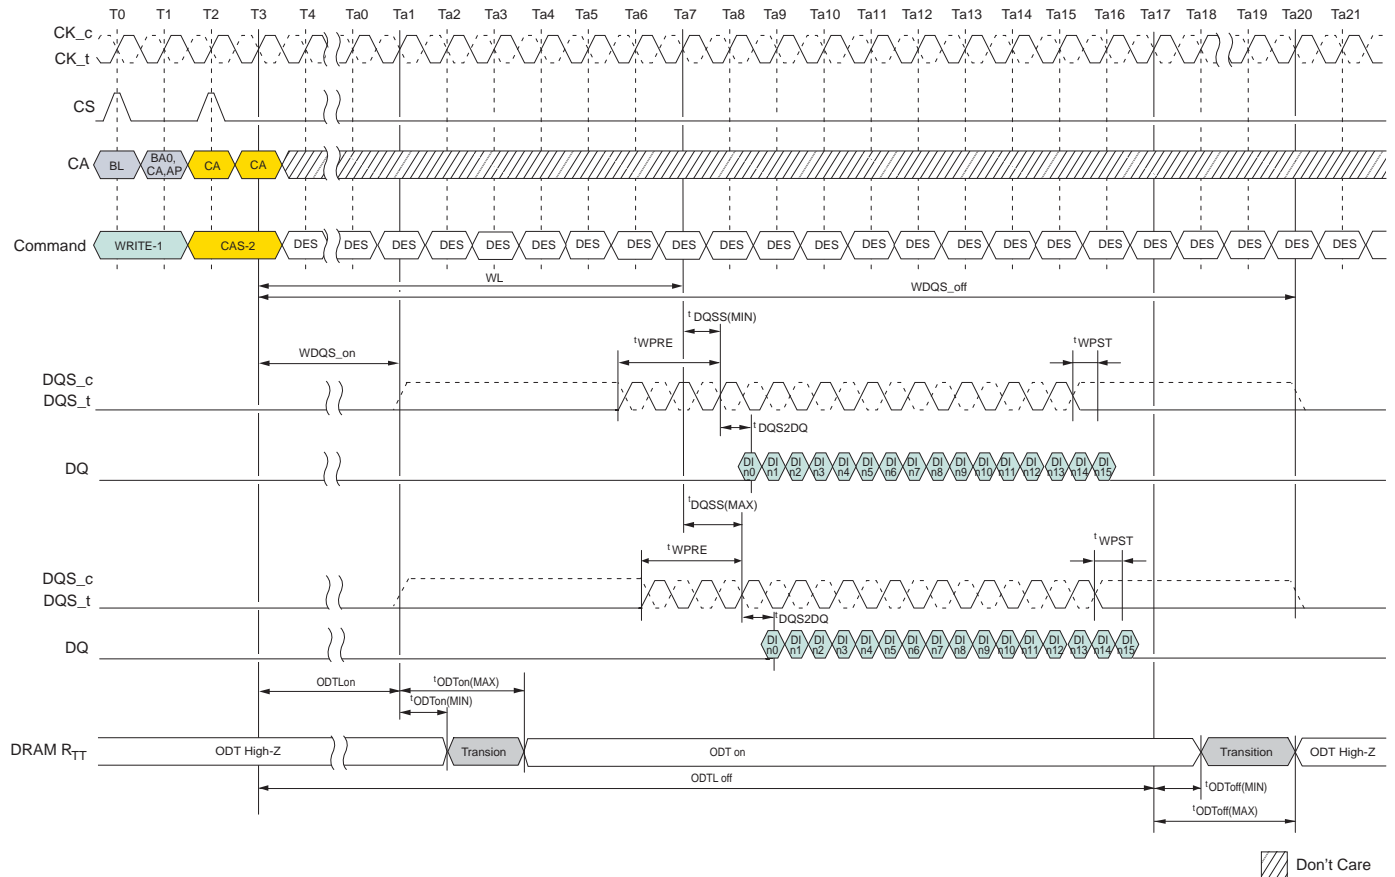 T0 T1 T2 T3 T4 Ta0 Ta1 Ta2 Ta3 Ta4 Ta5 Ta6 Ta7 Ta8 Ta9 Ta10 Ta11 Ta12 Ta13 Ta14 Ta15 Ta16 Ta17 Ta18 Ta19 Ta20 Ta21
CK_c
CK_t
CS
CA BL BA0, CA,AP CA CA
Command WRITE-1 CAS-2 DES DES DES DES DES DES DES DES DES DES DES DES DES DES DES DES DES DES DES DES DES DES DES
WL
WDQS_off
tDQSS(MIN)
WDQS_on tWPRE tWPST
DQS_c
DQS_t
tDQS2DQ
DQ DI n0 DI n1 DI n2 DI n3 DI n4 DI n5 DI n6 DI n7 DI n8 DI n9 DI n10 DI n11 DI n12 DI n13 DI n14 DI n15
tDQSS(MAX)
tWPRE tWPST
DQS_c
DQS_t
tDQS2DQ
DQ DI n0 DI n1 DI n2 DI n3 DI n4 DI n5 DI n6 DI n7 DI n8 DI n9 DI n10 DI n11 DI n12 DI n13 DI n14 DI n15
ODTLon tODTon(MAX)
tODTon(MIN)
DRAM RTT ODT High-Z Transion ODT on Transition ODT High-Z
ODTL off tODToff(MIN)
tODToff(MAX)
Don't Care